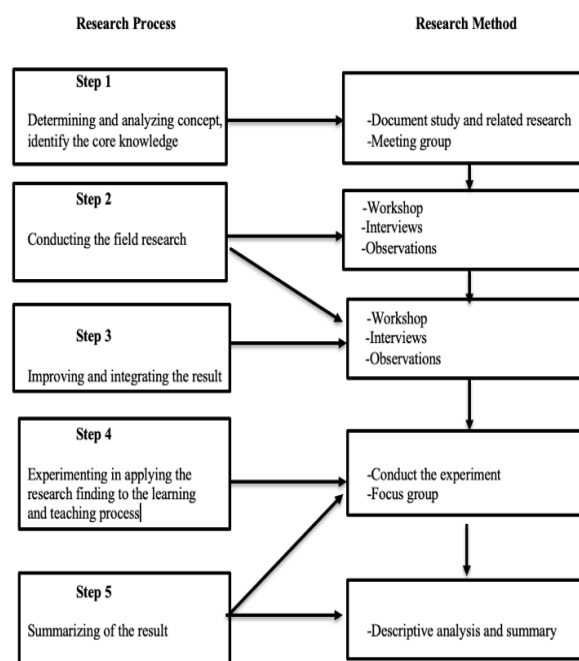 Research Process
Research Method
Step 1
Determining and analyzing concept,
identify the core knowledge
-Document study and related research
-Meeting group
Step 2
Conducting the field research
-Workshop
-Interviews
-Observations
Step 3
Improving and integrating the result
-Workshop
-Interviews
-Observations
Step 4
Experimenting in applying the
research finding to the learning
and teaching process
-Conduct the experiment
-Focus group
Step 5
Summarizing of the result
-Descriptive analysis and summary